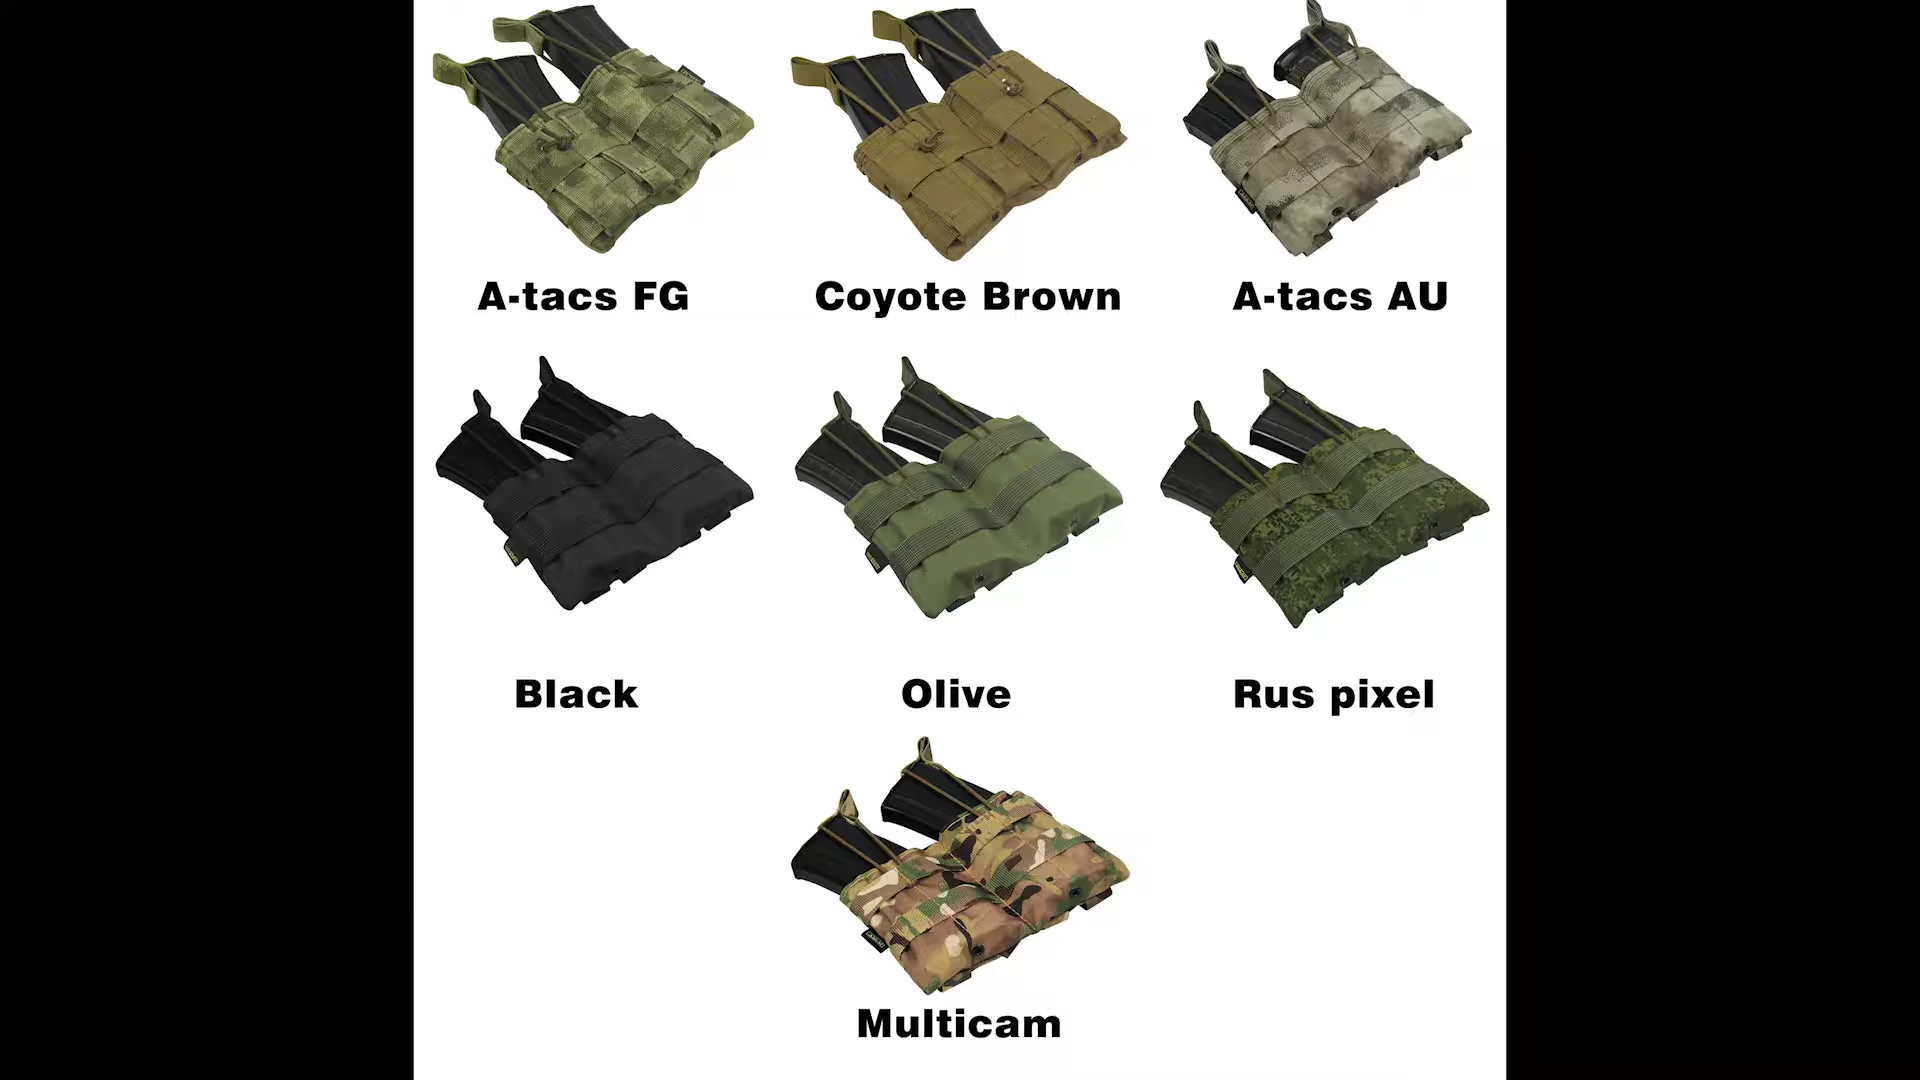 A-tacs FG
Coyote Brown
A-tacs AU
Black
Olive
Rus pixel
Multicam